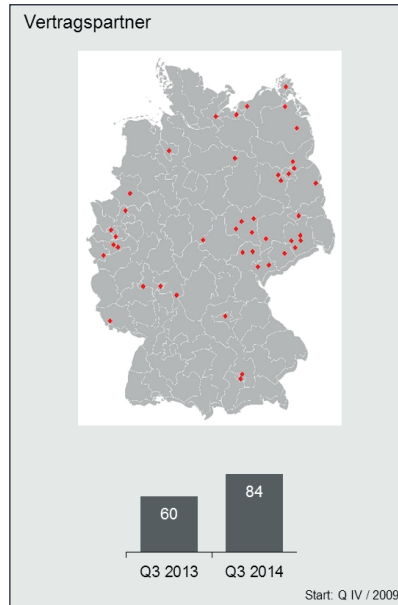 Vertragspartner
60
84
Q3 2013
Q3 2014
Start: Q IV / 2009